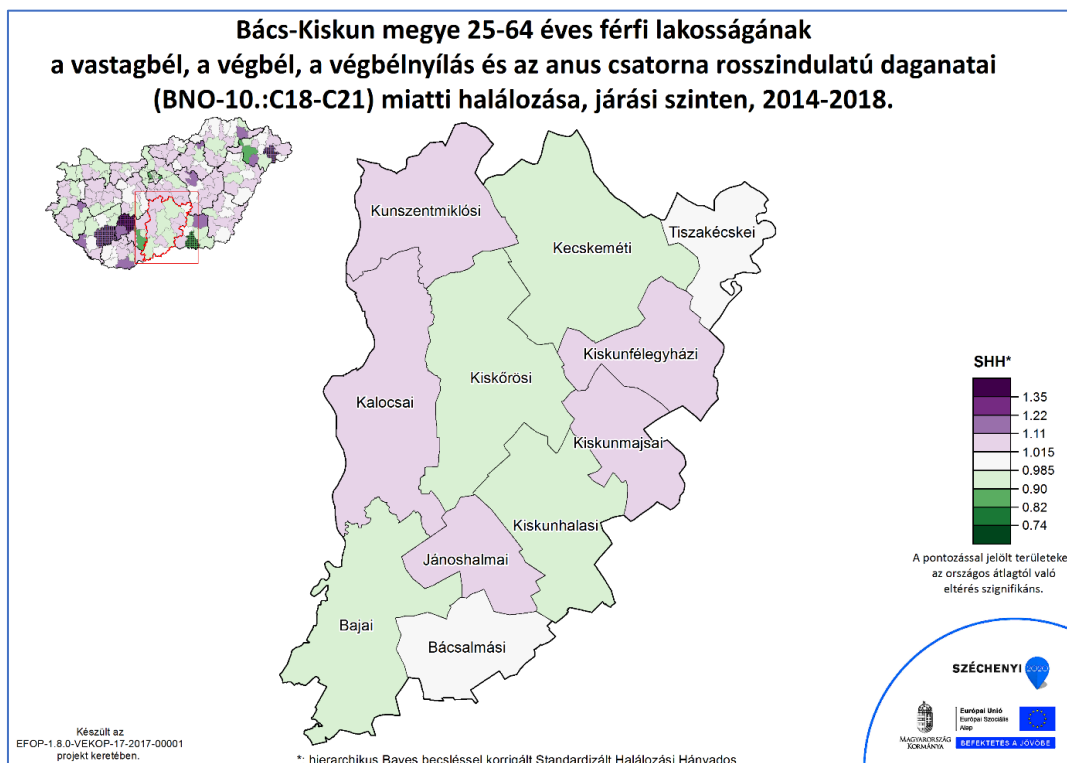 Bács-Kiskun megye 25-64 éves férfi lakosságának
a vastagbél, a végbél, a végbélnyílás és az anus csatorna rosszindulatú daganatai
(BNO-10.:C18-C21) miatti halálozása, járási szinten, 2014-2018.
Kunszentmiklósi
Kecskeméti
Tiszakécskei
Kiskunfélegyházi
Kiskőrösi
Kalocsai
Kiskunmajsai
Kiskunhalasi
Jánoshalmai
Bajai
Bácsalmási
SHH*
1.35
1.22
1.11
1.015
0.985
0.90
0.82
0.74
A pontozással jelölt területeke
az országos átlagtól való
eltérés szignifikáns.
SZÉCHENYI 2020
MAGYARORSZÁG
KORMÁNYA
Európai Unió
Európai Szociális
Alap
BEFEKTETÉS A JÖVŐBE
Készült az
EFOP-1.8.0-VEKOP-17-2017-00001
projekt keretében.
*: hierarchikus Bayes becsléssel korrigált Standardizált Halálozási Hányados